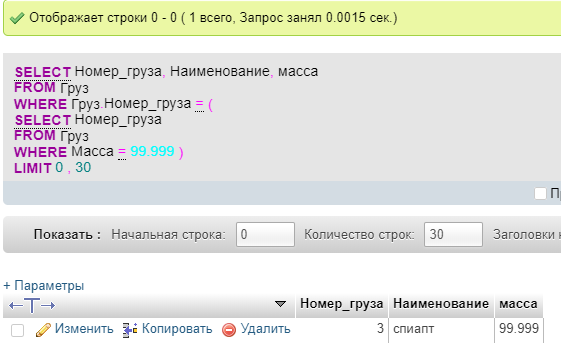 Отображает строки 0 - 0 ( 1 всего, Запрос занял 0.0015 сек.)
SELECT Номер_груза, Наименование, масса
FROM Груз
WHERE Груз.Номер_груза = (
SELECT Номер_груза
FROM Груз
WHERE Масса = 99.999 )
LIMIT 0 , 30
Показать : Начальная строка: 0 Количество строк: 30 Заголовки
+ Параметры
←T→ Номер_груза Наименование масса
Изменить Копировать Удалить 3 спиапт 99.999